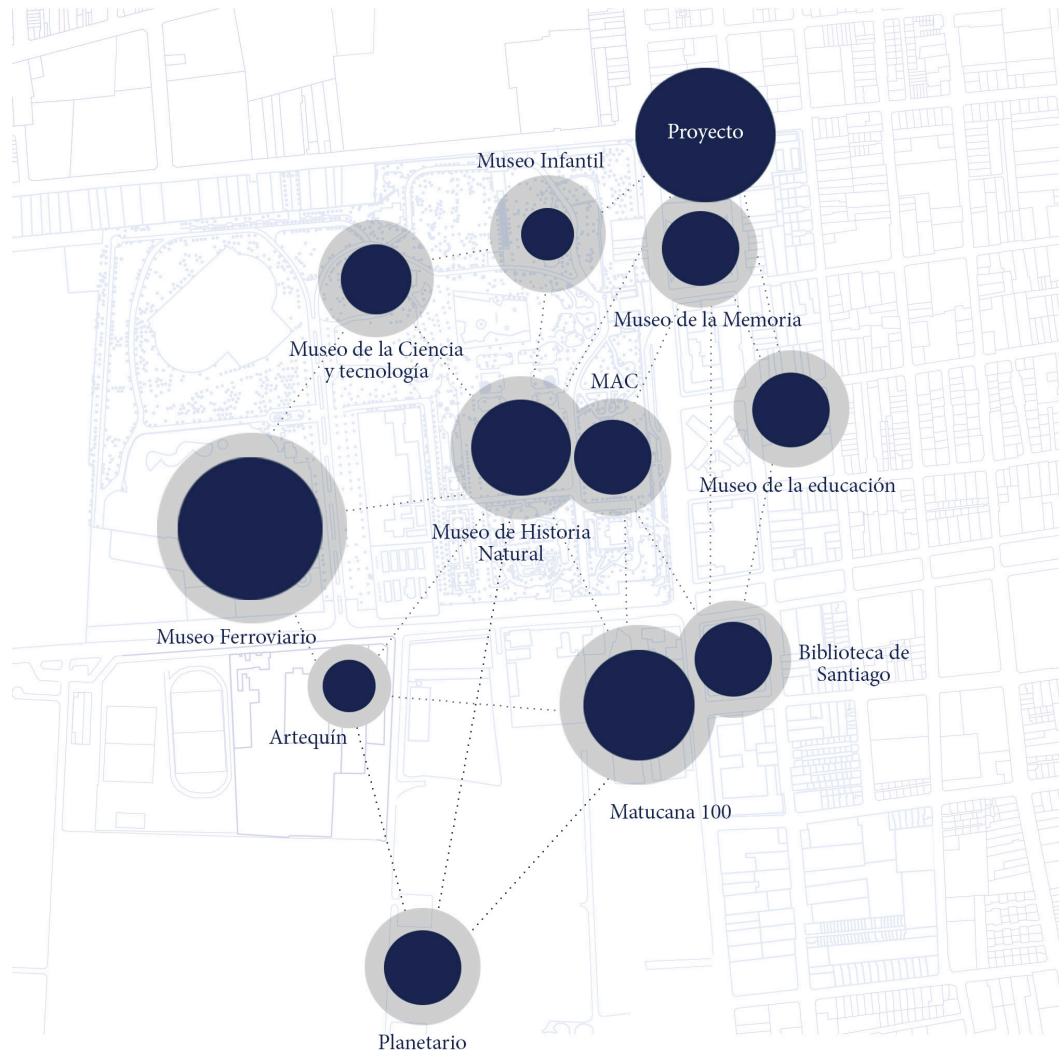 Proyecto
Museo Infantil
Museo de la Memoria
Museo de la Ciencia
y tecnología
MAC
Museo de la educación
Museo de Historia
Natural
Museo Ferroviario
Biblioteca de
Santiago
Artequín
Matucana 100
Planetario